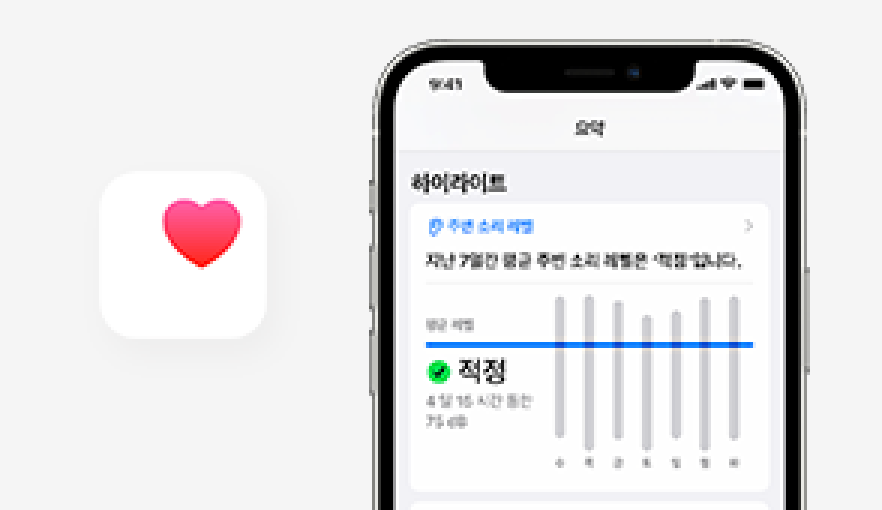 9:41
요약
하이라이트
주변 소리 레벨
지난 7일간 평균 주변 소리 레벨은 '적정'입니다.
평균 레벨
적정
4일 16시간 동안
75 dB
수 목 금 토 일 월 화